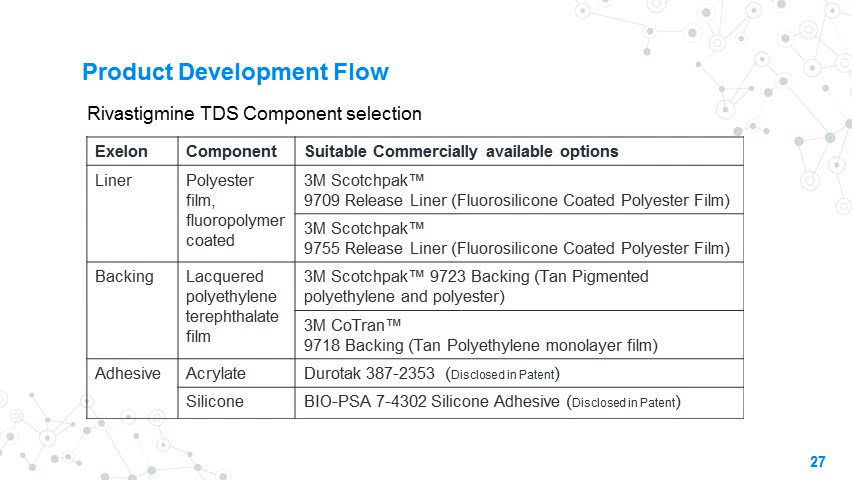 Product Development Flow
Rivastigmine TDS Component selection
Exelon Component Suitable Commercially available options
Liner
Polyester
film,
fluoropolymer
coated
3M Scotchpak™
9709 Release Liner (Fluorosilicone Coated Polyester Film)
3M Scotchpak™
9755 Release Liner (Fluorosilicone Coated Polyester Film)
Backing
Lacquered
polyethylene
terephthalate
film
3M Scotchpak™ 9723 Backing (Tan Pigmented
polyethylene and polyester)
3M CoTran™
9718 Backing (Tan Polyethylene monolayer film)
Adhesive Acrylate Durotak 387-2353 (Disclosed in Patent)
Silicone BIO-PSA 7-4302 Silicone Adhesive (Disclosed in Patent)
27